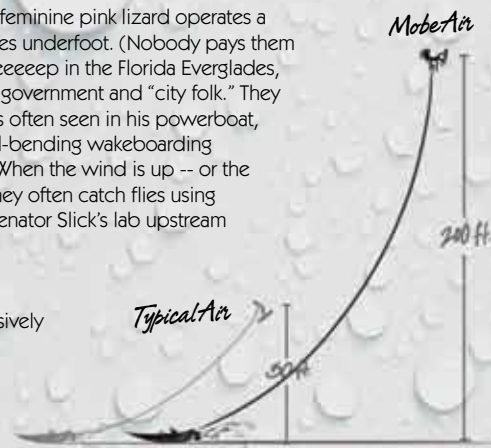 feminine pink lizard operates a
es underfoot. (Nobody pays them
eeeeep in the Florida Everglades,
government and “city folk.” They
s often seen in his powerboat,
l-bending wakeboarding
When the wind is up -- or the
hey often catch flies using
enator Slick's lab upstream
sively
MobeAir
200 ft.
TypicalAir
50 ft